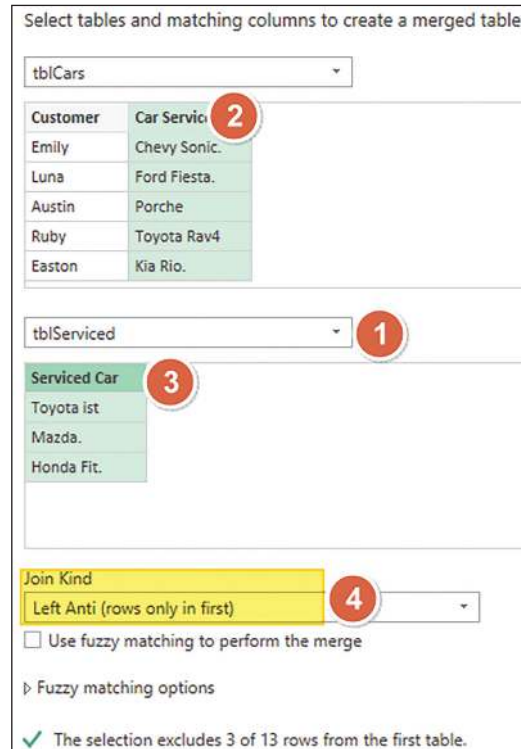 Select tables and matching columns to create a merged table
tblCars
Customer Car Servic 2
Emily Chevy Sonic.
Luna Ford Fiesta.
Austin Porche
Ruby Toyota Rav4
Easton Kia Rio.
tblServiced 1
Serviced Car 3
Toyota ist
Mazda.
Honda Fit.
Join Kind
Left Anti (rows only in first) 4
Use fuzzy matching to perform the merge
Fuzzy matching options
The selection excludes 3 of 13 rows from the first table.